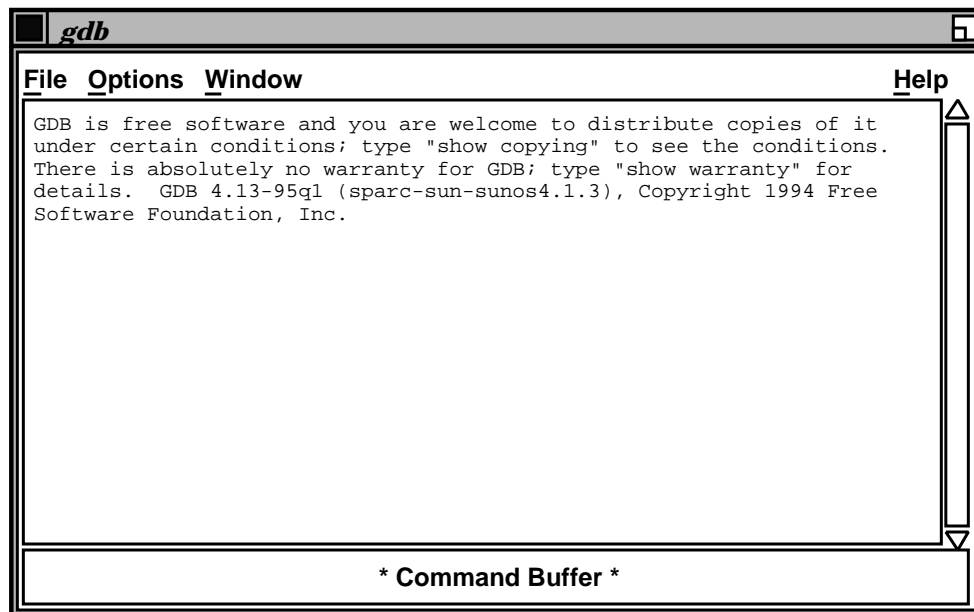 gdb
File Options Window Help
GDB is free software and you are welcome to distribute copies of it
under certain conditions; type "show copying" to see the conditions.
There is absolutely no warranty for GDB; type "show warranty" for
details.  GDB 4.13-95q1 (sparc-sun-sunos4.1.3), Copyright 1994 Free
Software Foundation, Inc.
* Command Buffer *